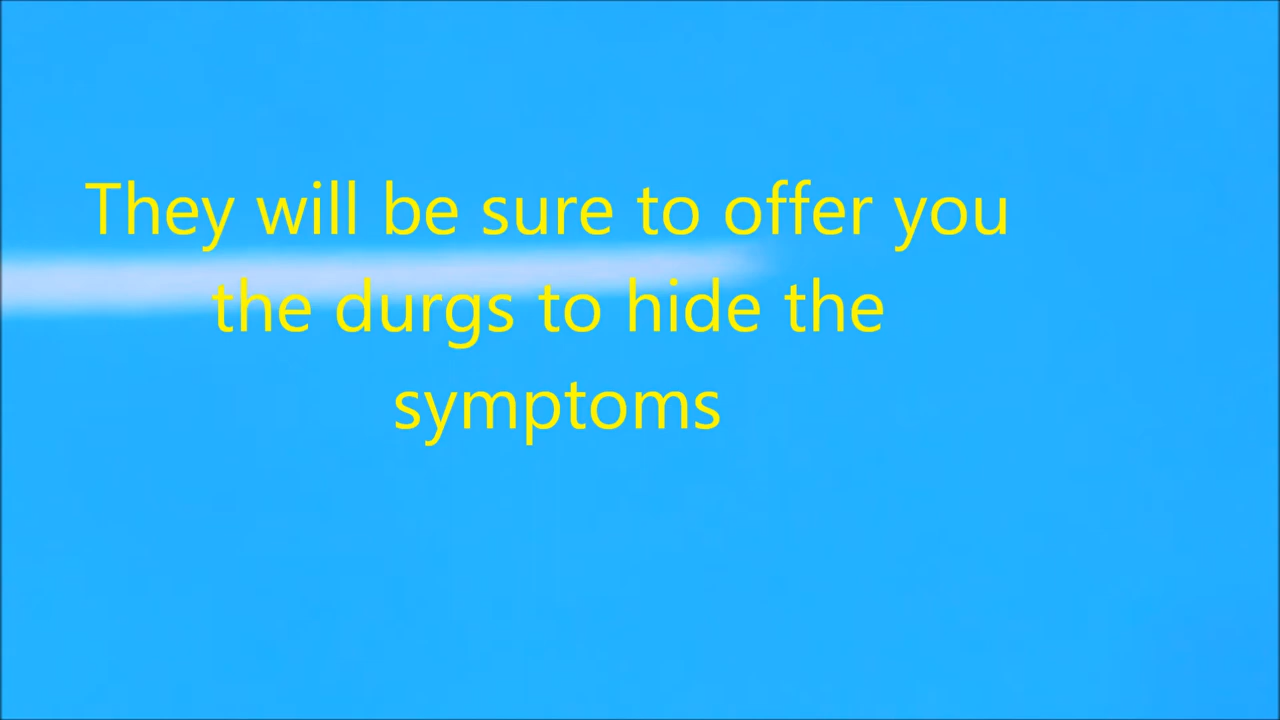 They will be sure to offer you
the durgs to hide the
symptoms